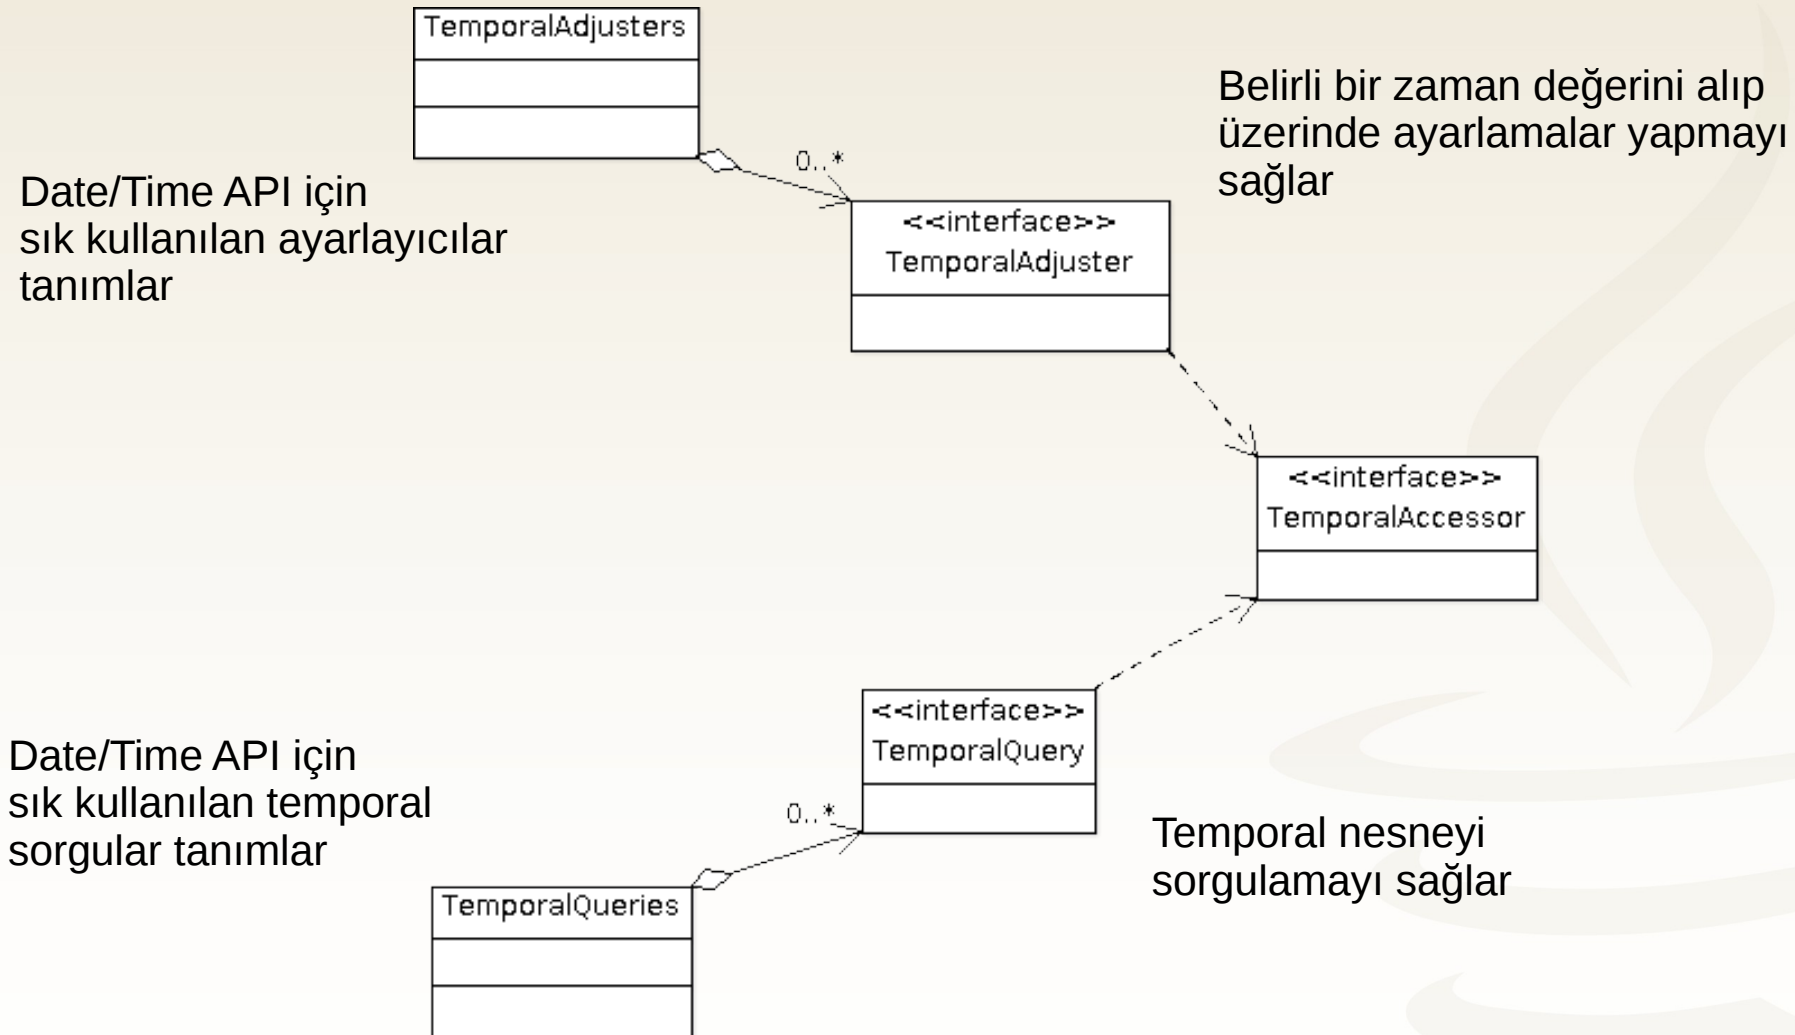 TemporalAdjusters
Belirli bir zaman değerini alıp
üzerinde ayarlamalar yapmayı
sağlar
0..*
Date/Time API için
sık kullanılan ayarlayıcılar
tanımlar
<<interface>>
TemporalAdjuster
<<interface>>
TemporalAccessor
<<interface>>
TemporalQuery
Date/Time API için
sık kullanılan temporal
sorgular tanımlar
0..*
Temporal nesneyi
sorgulamayı sağlar
TemporalQueries